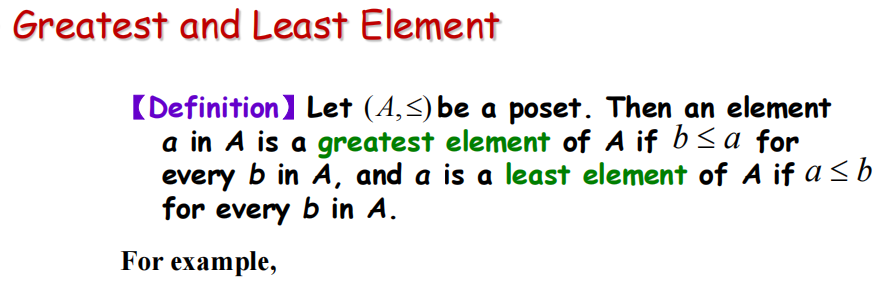 Greatest and Least Element
【Definition】Let (A,≤) be a poset. Then an element
a in A is a greatest element of A if b ≤ a for
every b in A, and a is a least element of A if a ≤ b
for every b in A.
For example,